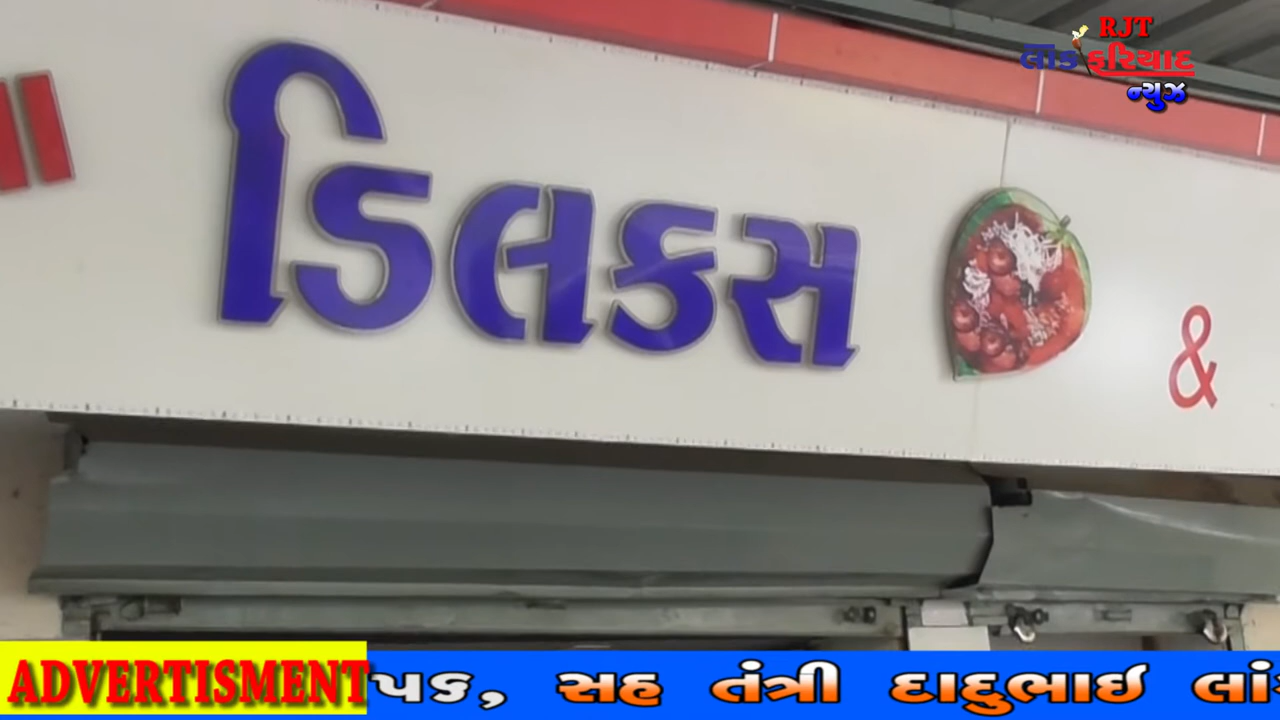 RJT
લોક ફરિયાદ
ન્યુઝ
" ડિલક્સ &
ADVERTISMENT પક, સહ તંત્રી દાદુભાઇ